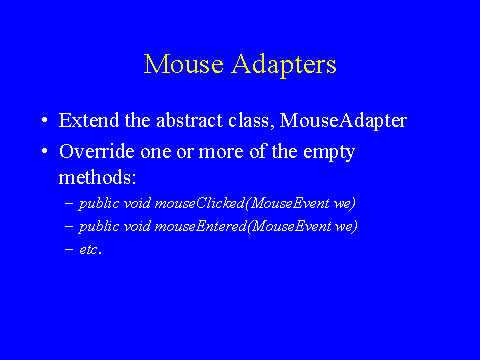 Mouse Adapters
• Extend the abstract class, MouseAdapter
• Override one or more of the empty
methods:
– public void mouseClicked(MouseEvent we)
– public void mouseEntered(MouseEvent we)
– etc.